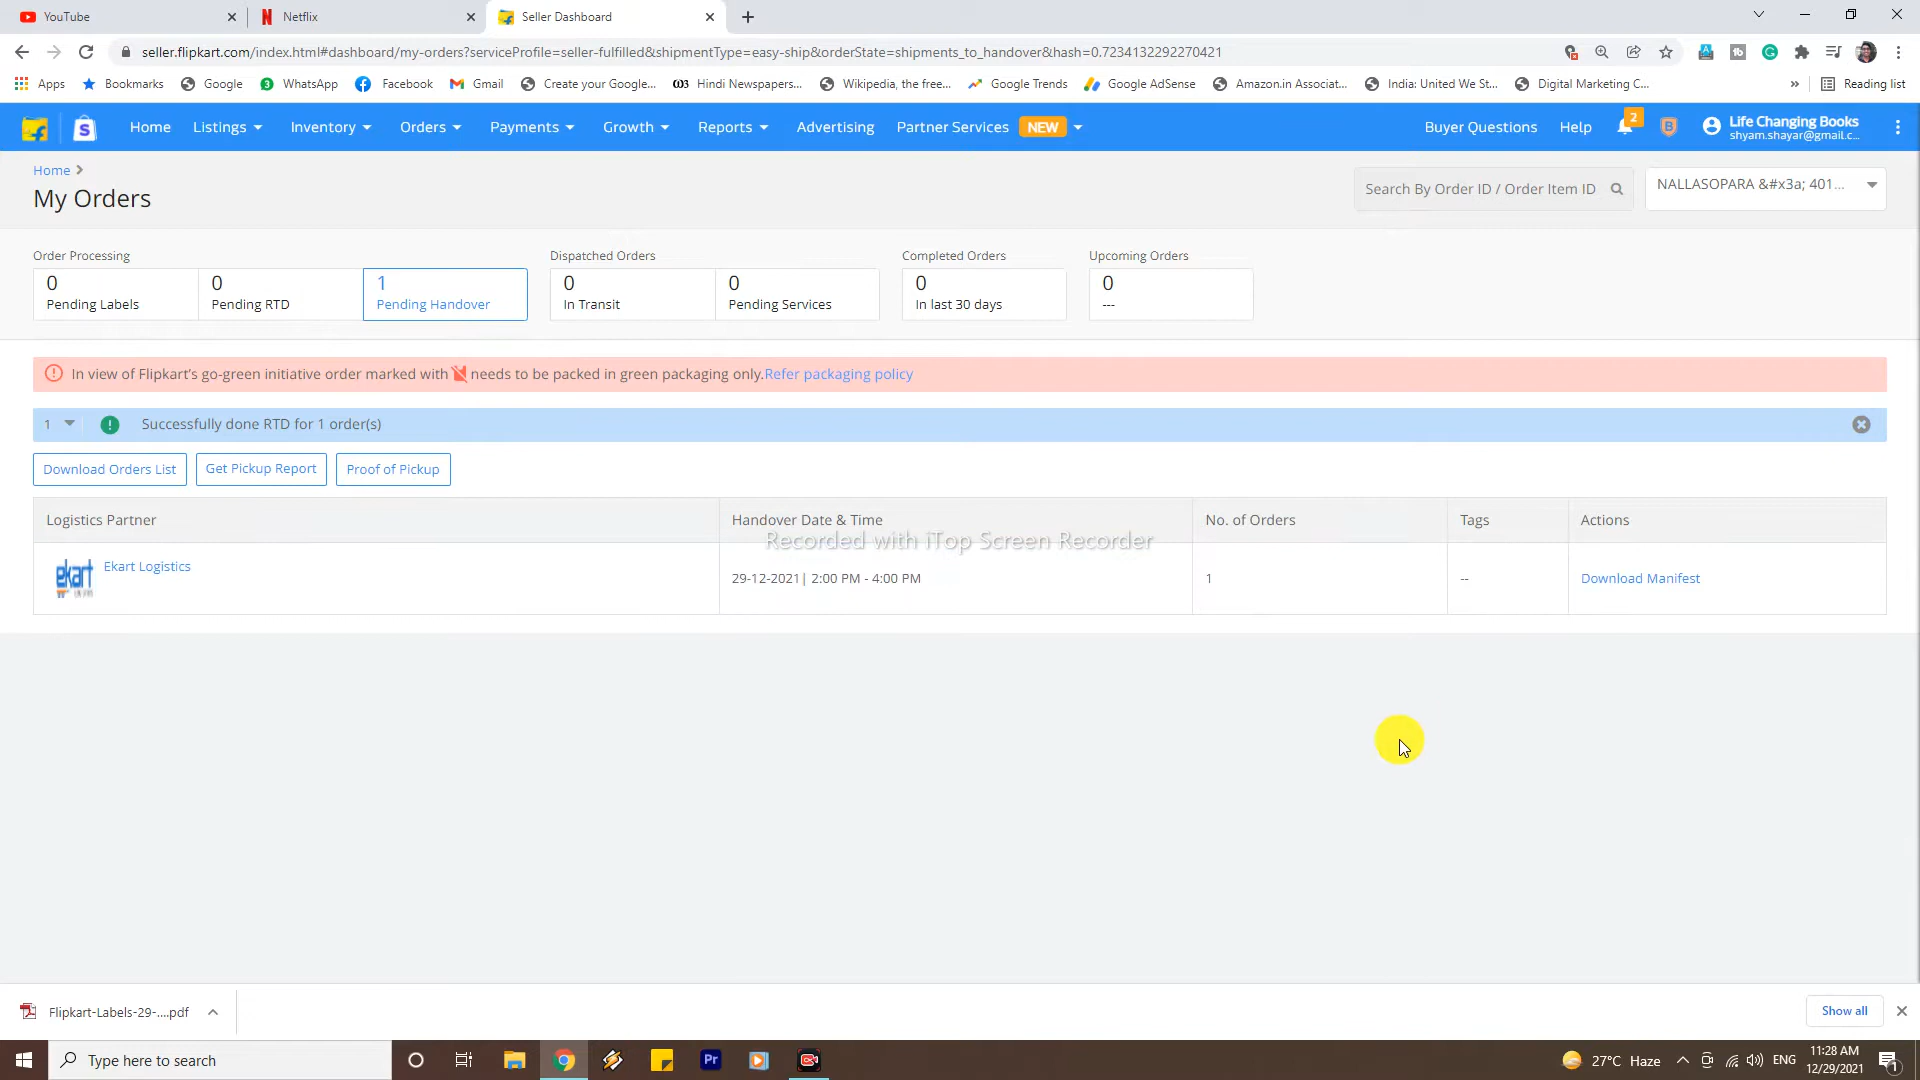 YouTube
Netflix
Seller Dashboard
seller.flipkart.com/index.html#dashboard/my-orders?serviceProfile=seller-fulfilled&shipmentType=easy-ship&orderState=shipments_to_handover&hash=0.7234132292270421
Apps Bookmarks Google WhatsApp Facebook Gmail Create your Google... Hindi Newspapers... Wikipedia, the free... Google Trends Google AdSense Amazon.in Associat... India: United We St... Digital Marketing C... » Reading list
Home Listings Inventory Orders Payments Growth Reports Advertising Partner Services NEW Buyer Questions Help 2 Life Changing Books
shyam.shayar@gmail.c...
Home
My Orders
Search By Order ID / Order Item ID
NALLASOPARA &#x3a; 401...
Order Processing Dispatched Orders Completed Orders Upcoming Orders
0 0 1 0 0 0 0
Pending Labels Pending RTD Pending Handover In Transit Pending Services In last 30 days ---
In view of Flipkart's go-green initiative order marked with needs to be packed in green packaging only.Refer packaging policy
1 Successfully done RTD for 1 order(s)
Download Orders List Get Pickup Report Proof of Pickup
Logistics Partner Handover Date & Time No. of Orders Tags Actions
Recorded with iTop Screen Recorder
ekart Ekart Logistics 29-12-2021| 2:00 PM - 4:00 PM 1 -- Download Manifest
Flipkart-Labels-29-....pdf
Show all
Type here to search
Pr
27°C Haze
ENG
11:28 AM
12/29/2021
1